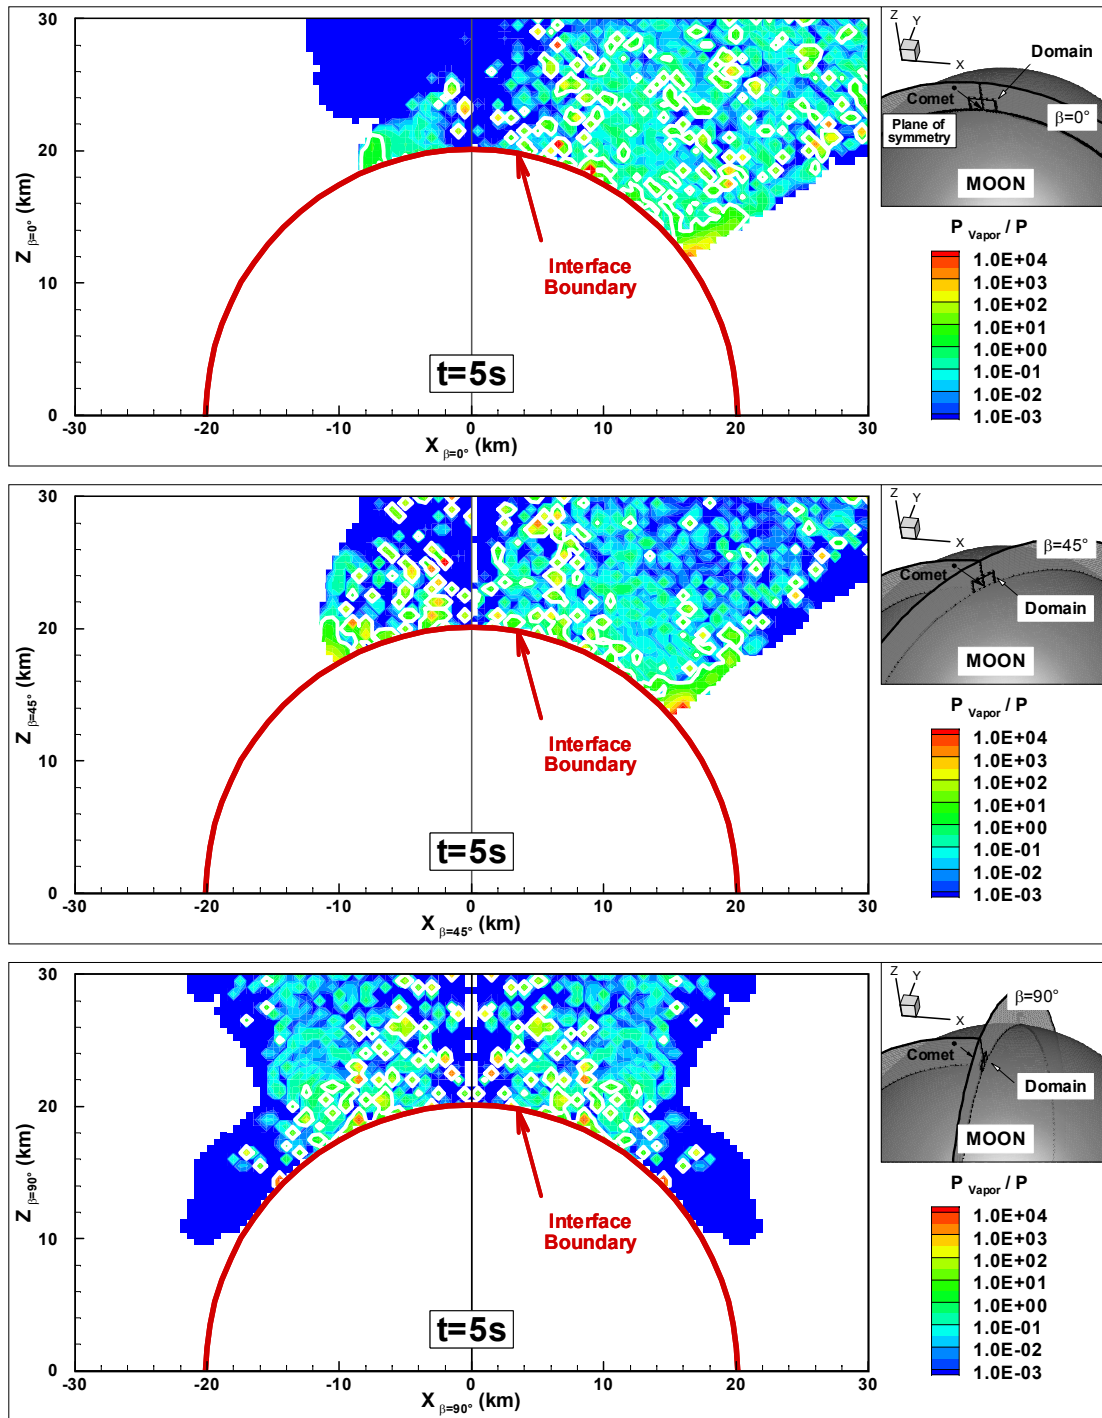 30
20
10
0
Z β=0° (km)
-30 -20 -10 0 10 20 30
X β=0° (km)
Interface
Boundary
t=5s
Z Y
X
Domain
Comet
β=0°
Plane of
symmetry
MOON
P Vapor / P
1.0E+04
1.0E+03
1.0E+02
1.0E+01
1.0E+00
1.0E-01
1.0E-02
1.0E-03
30
20
10
0
Z β=45° (km)
-30 -20 -10 0 10 20 30
X β=45° (km)
Interface
Boundary
t=5s
Z Y
X
β=45°
Comet
Domain
MOON
P Vapor / P
1.0E+04
1.0E+03
1.0E+02
1.0E+01
1.0E+00
1.0E-01
1.0E-02
1.0E-03
30
20
10
0
Z β=90° (km)
-30 -20 -10 0 10 20 30
X β=90° (km)
Interface
Boundary
t=5s
Z Y
X
β=90°
Comet
Domain
MOON
P Vapor / P
1.0E+04
1.0E+03
1.0E+02
1.0E+01
1.0E+00
1.0E-01
1.0E-02
1.0E-03